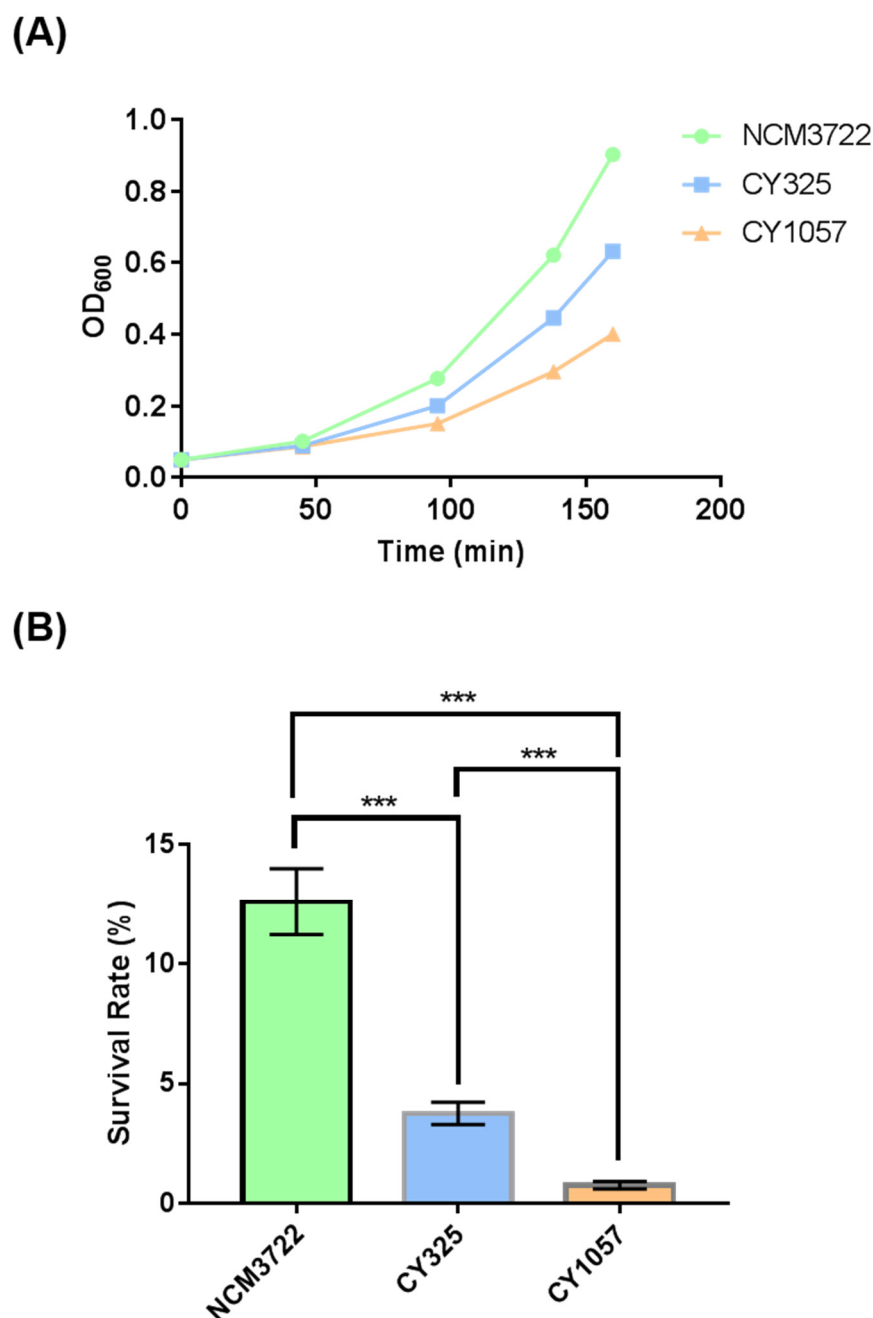 (A)
1.0
0.8
0.6
0.4
0.2
0.0
OD600
0 50 100 150 200
Time (min)
NCM3722
CY325
CY1057
(B)
***
***
***
15
10
5
0
Survival Rate (%)
NCM3722
CY325
CY1057